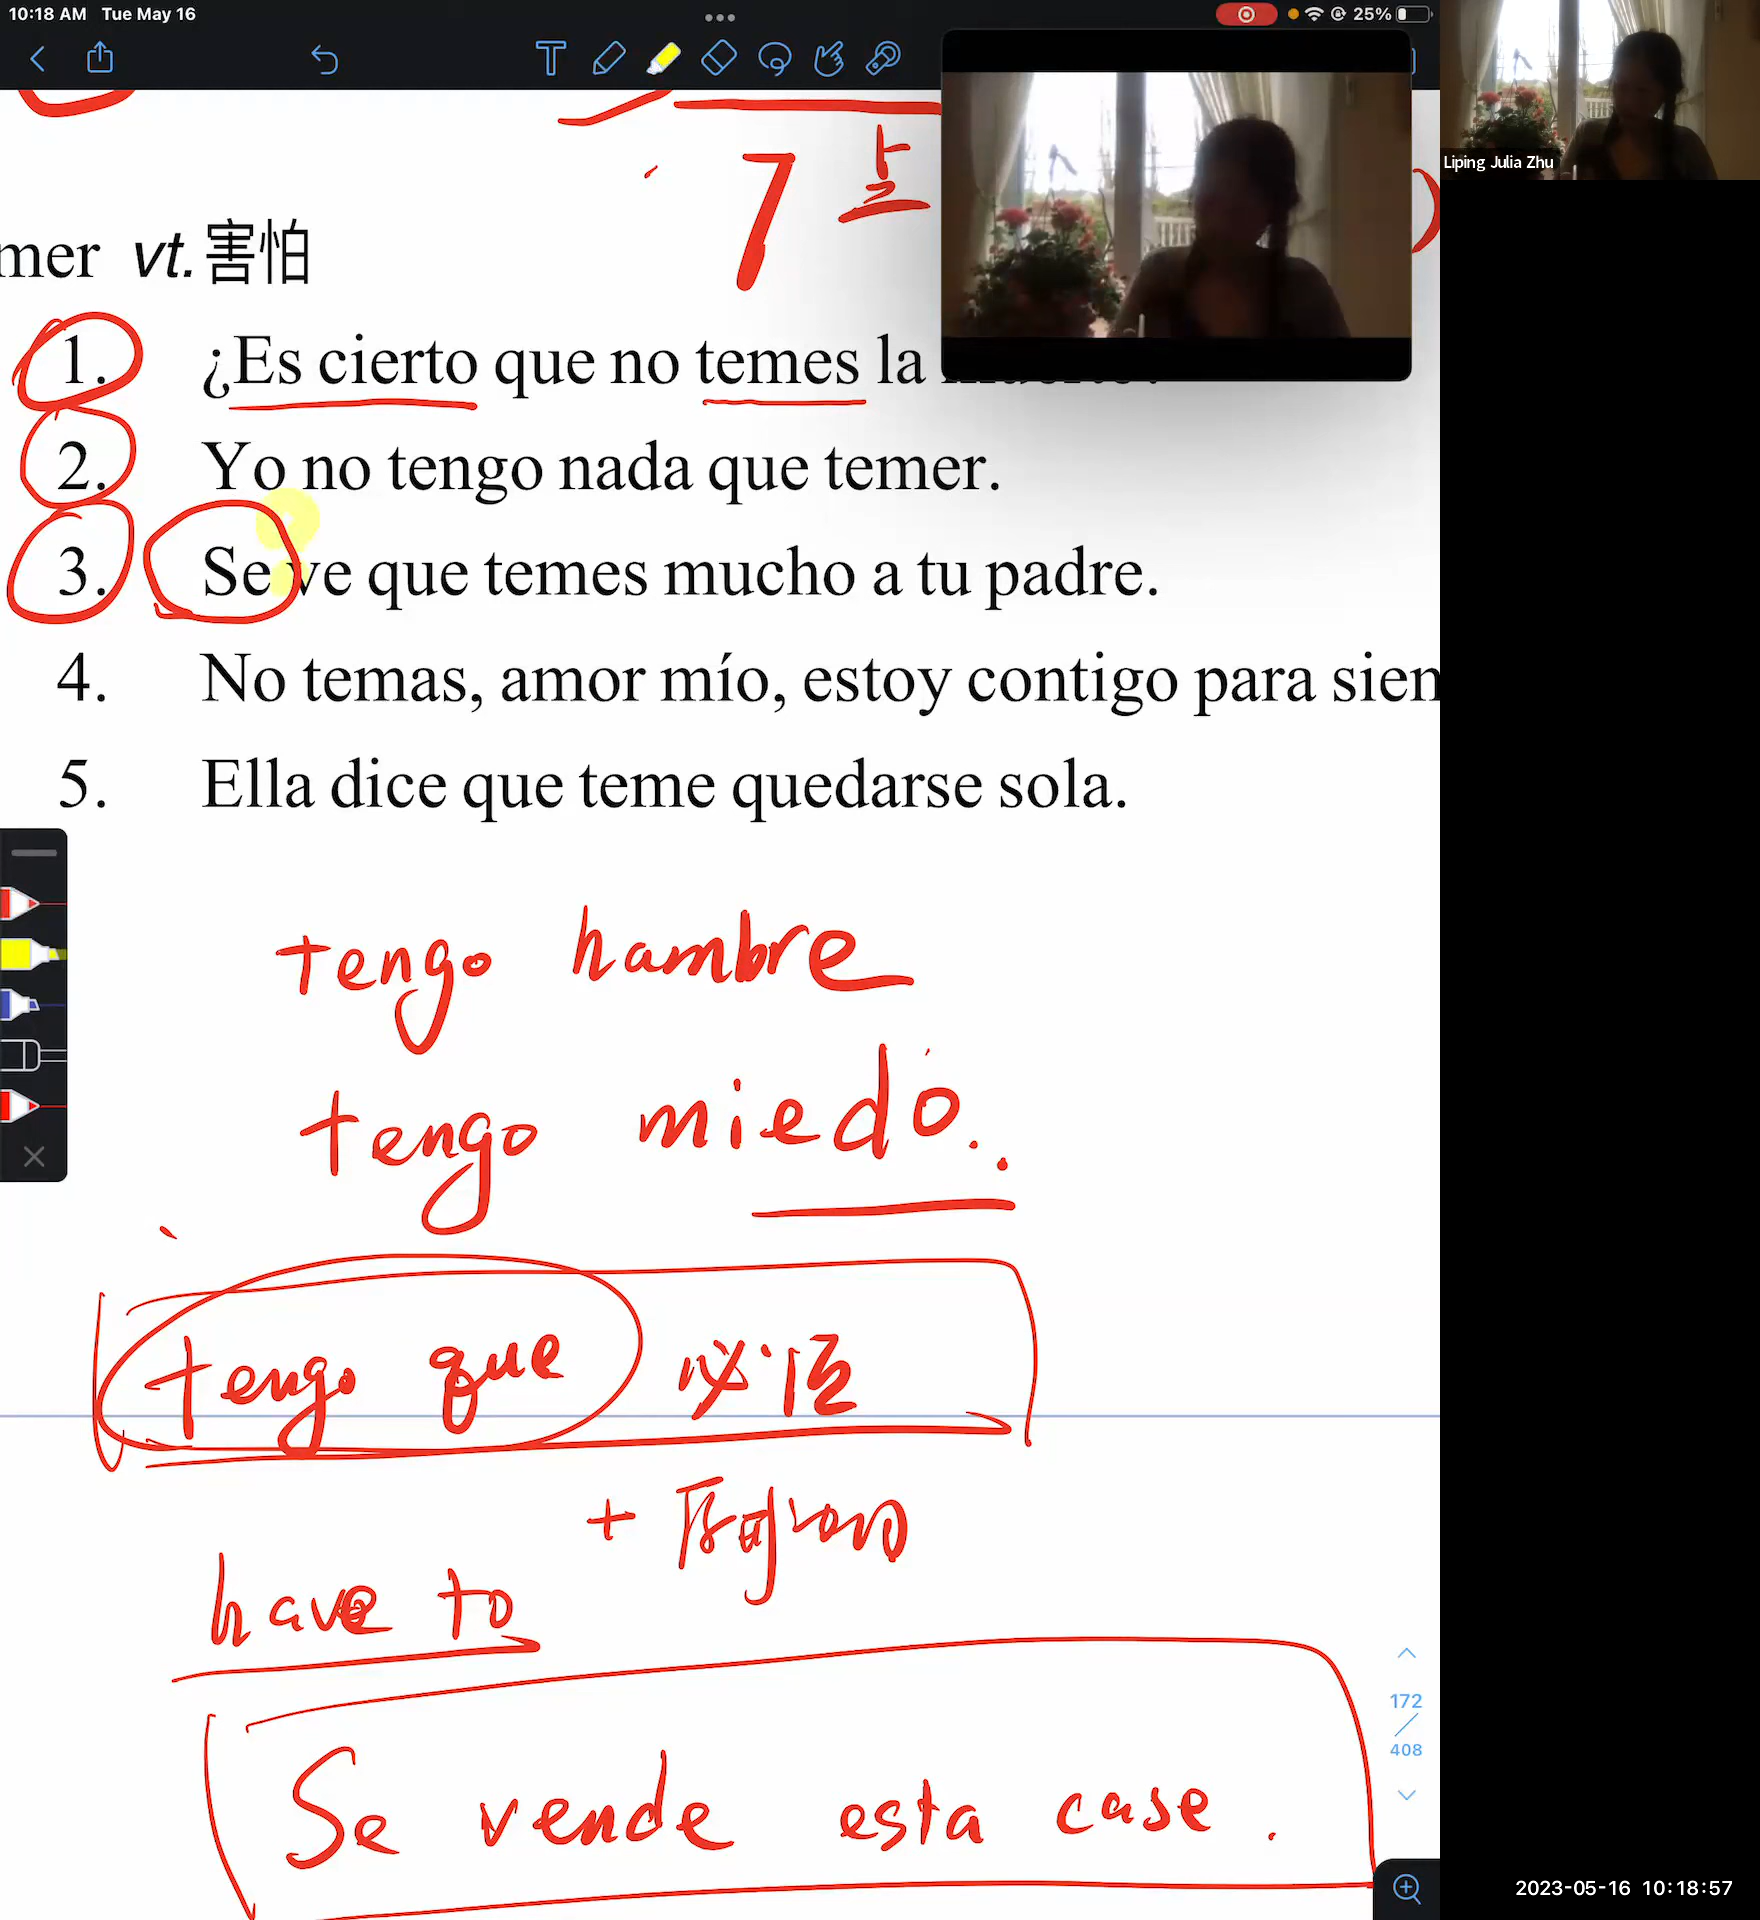 10:18 AM Tue May 16
25%
Liping Julia Zhu
7
mer vt. 害怕
1. ¿Es cierto que no temes la
2. Yo no tengo nada que temer.
3. Se ve que temes mucho a tu padre.
4. No temas, amor mío, estoy contigo para sien
5. Ella dice que teme quedarse sola.
tengo hambre
tengo miedo.
tengo que 必须
+
have to
172
408
Se vende esta case.
2023-05-16 10:18:57